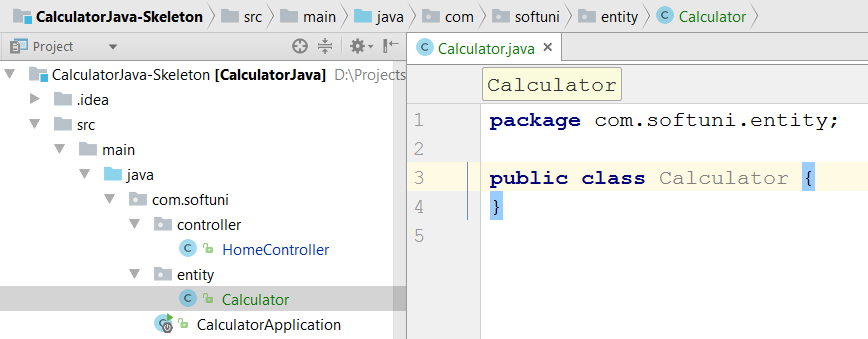 CalculatorJava-Skeleton src main java com softuni entity Calculator
Project
CalculatorJava-Skeleton [CalculatorJava] D:\Projects
.idea
src
main
java
com.softuni
controller
HomeController
entity
Calculator
CalculatorApplication
Calculator.java
Calculator
1 package com.softuni.entity;
2
3 public class Calculator {
4 }
5